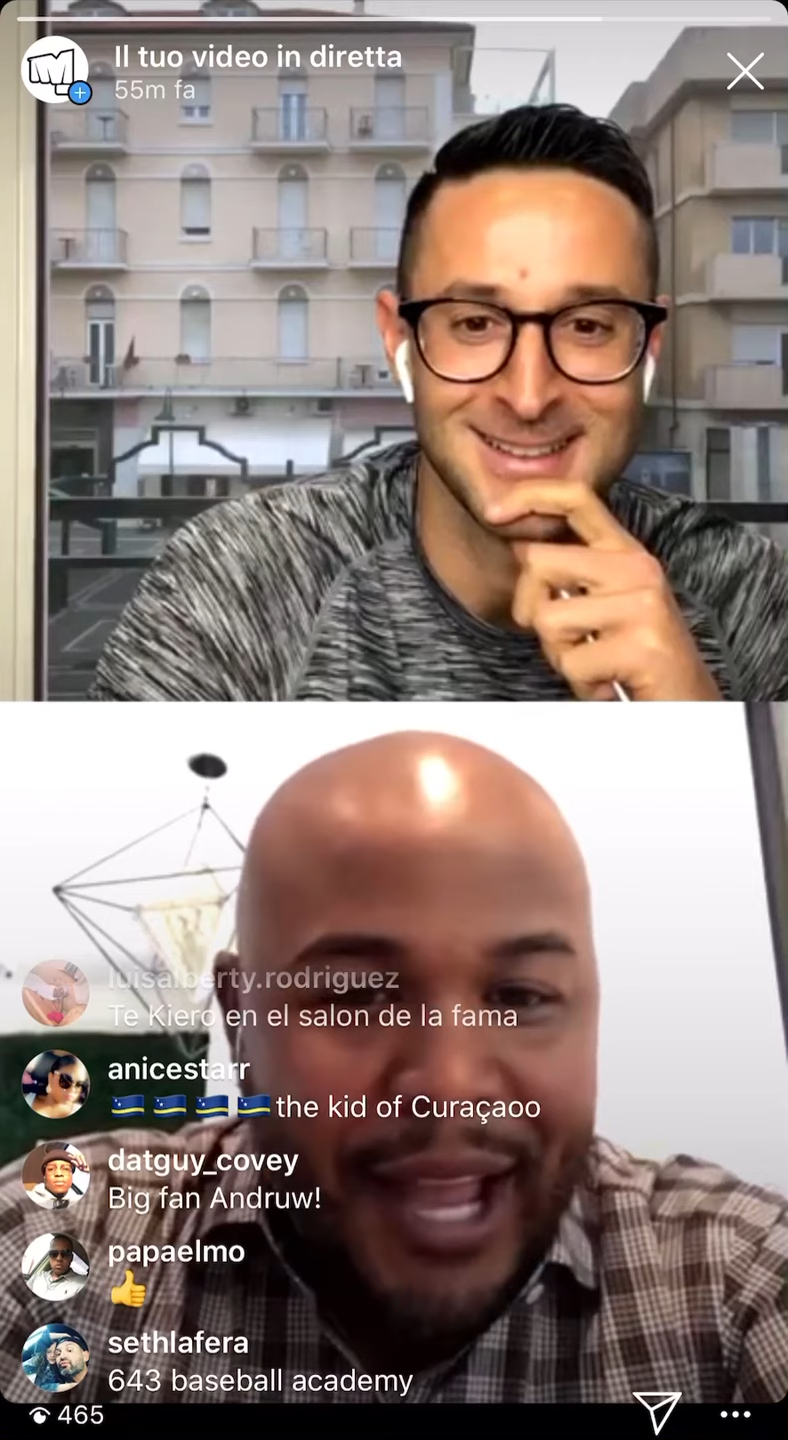 Il tuo video in diretta
55m fa
luisalberty.rodriguez
Te Kiero en el salon de la fama
anicestarr
🇨🇼 🇨🇼 🇨🇼 🇨🇼 the kid of Curaçaoo
datguy_covey
Big fan Andruw!
papaelmo
👍
sethlafera
643 baseball academy
465